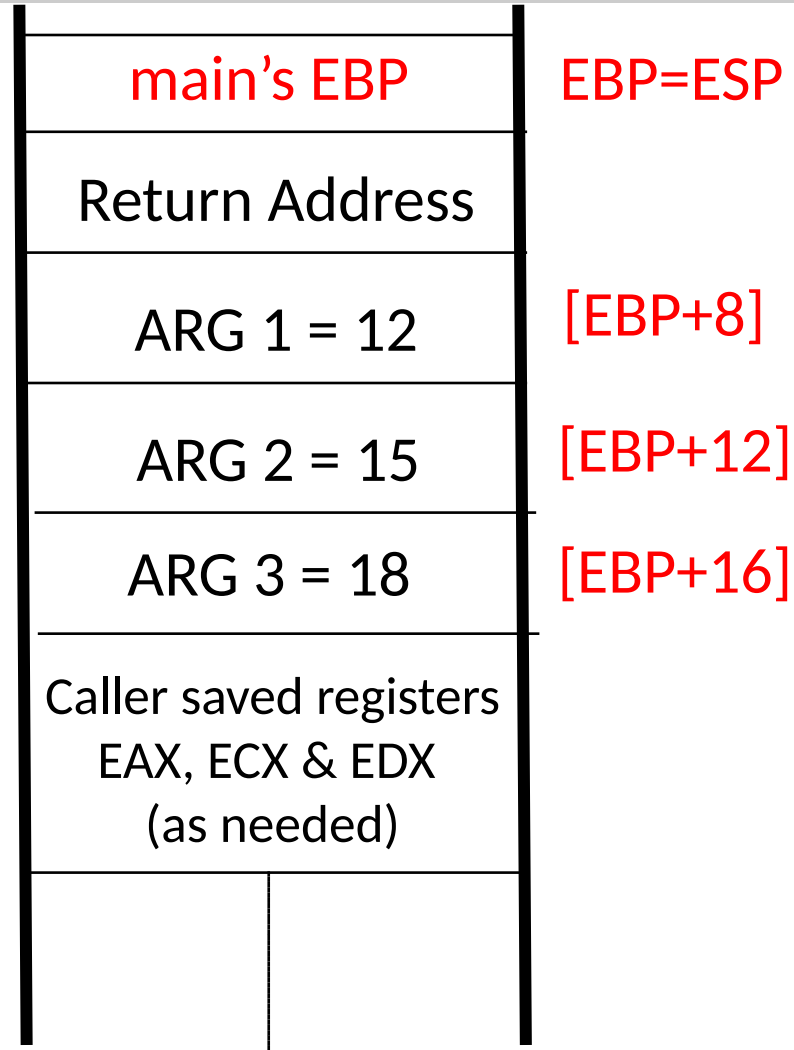 main’s EBP
EBP=ESP
Return Address
ARG 1 = 12
[EBP+8]
ARG 2 = 15
[EBP+12]
ARG 3 = 18
[EBP+16]
Caller saved registers
EAX, ECX & EDX
(as needed)